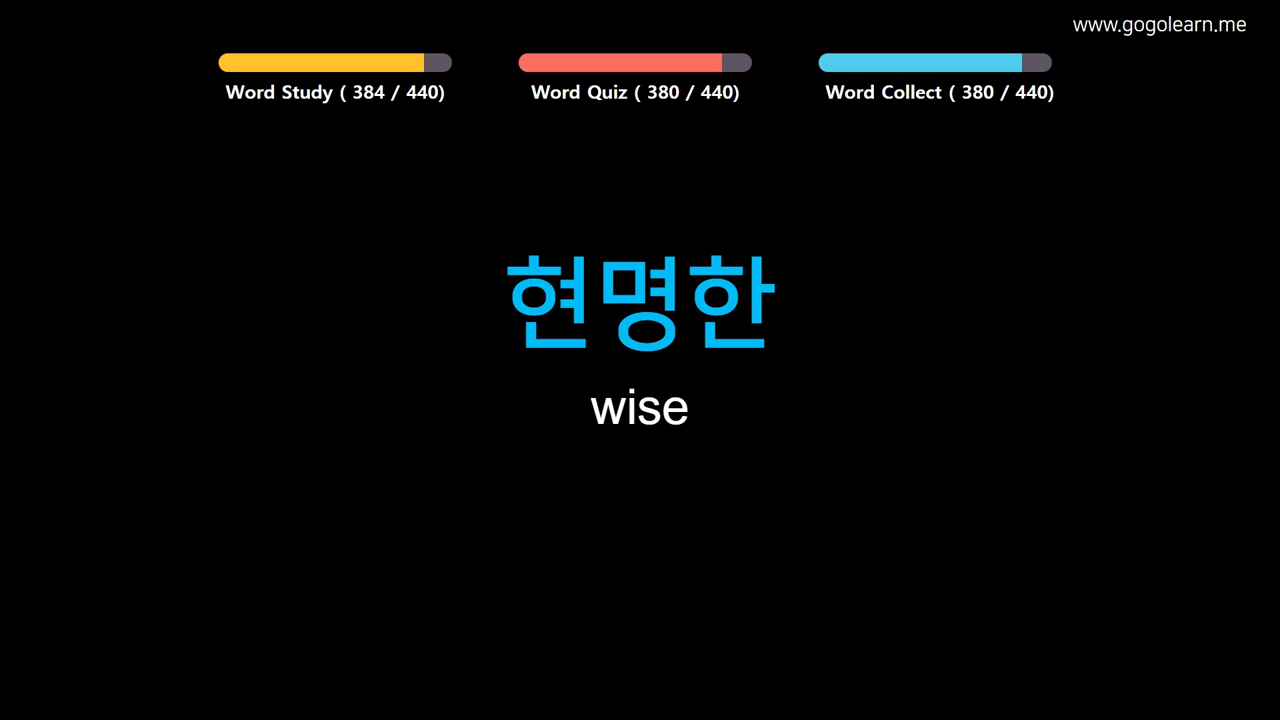 www.gogolearn.me
Word Study ( 384 / 440)
Word Quiz ( 380 / 440)
Word Collect ( 380 / 440)
현명한
wise